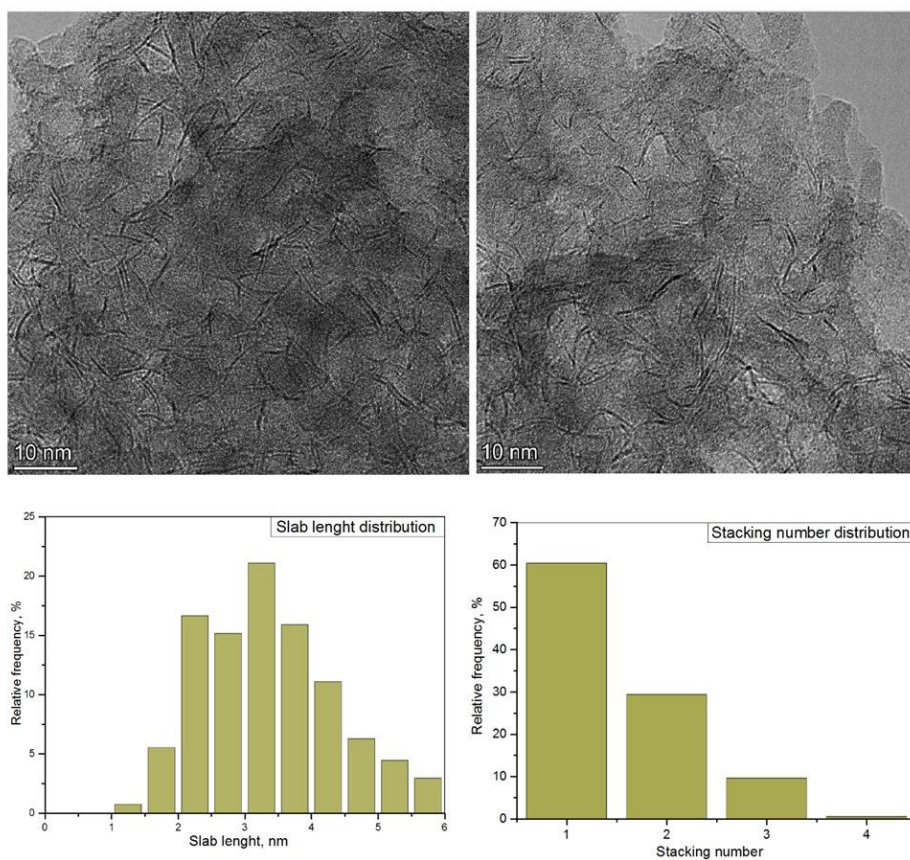 10 nm
10 nm
Slab lenght distribution
Relative frequency, %
25
20
15
10
5
0
0 1 2 3 4 5 6
Slab lenght, nm
Stacking number distribution
Relative frequency, %
70
60
50
40
30
20
10
0
1 2 3 4
Stacking number